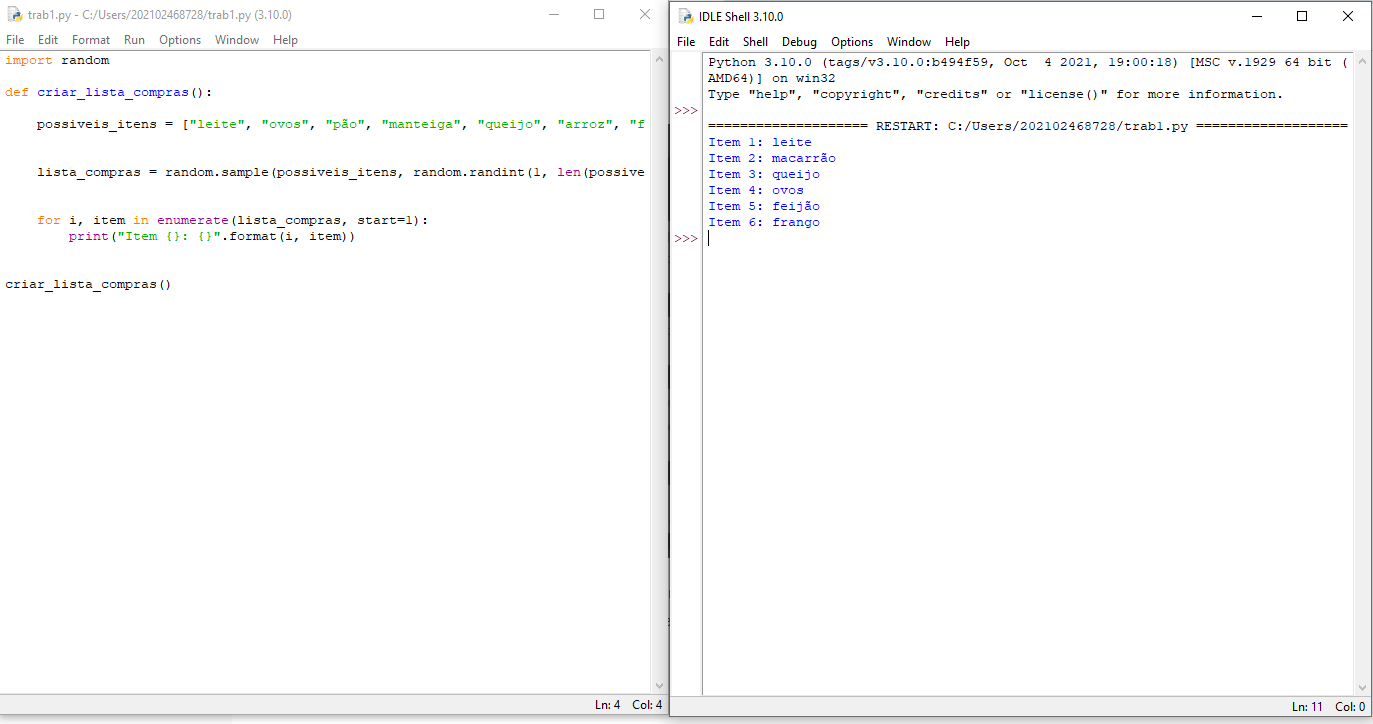 trab1.py - C:/Users/202102468728/trab1.py (3.10.0)
File Edit Format Run Options Window Help
import random
def criar_lista_compras():
possiveis_itens = ["leite", "ovos", "pão", "manteiga", "queijo", "arroz", "f
lista_compras = random.sample(possiveis_itens, random.randint(1, len(possive
for i, item in enumerate(lista_compras, start=1):
print("Item {}: {}".format(i, item))
criar_lista_compras()
Ln: 4 Col: 4
IDLE Shell 3.10.0
File Edit Shell Debug Options Window Help
Python 3.10.0 (tags/v3.10.0:b494f59, Oct  4 2021, 19:00:18) [MSC v.1929 64 bit (
AMD64)] on win32
Type "help", "copyright", "credits" or "license()" for more information.
>>>
==================== RESTART: C:/Users/202102468728/trab1.py ===================
Item 1: leite
Item 2: macarrão
Item 3: queijo
Item 4: ovos
Item 5: feijão
Item 6: frango
>>>
Ln: 11 Col: 0